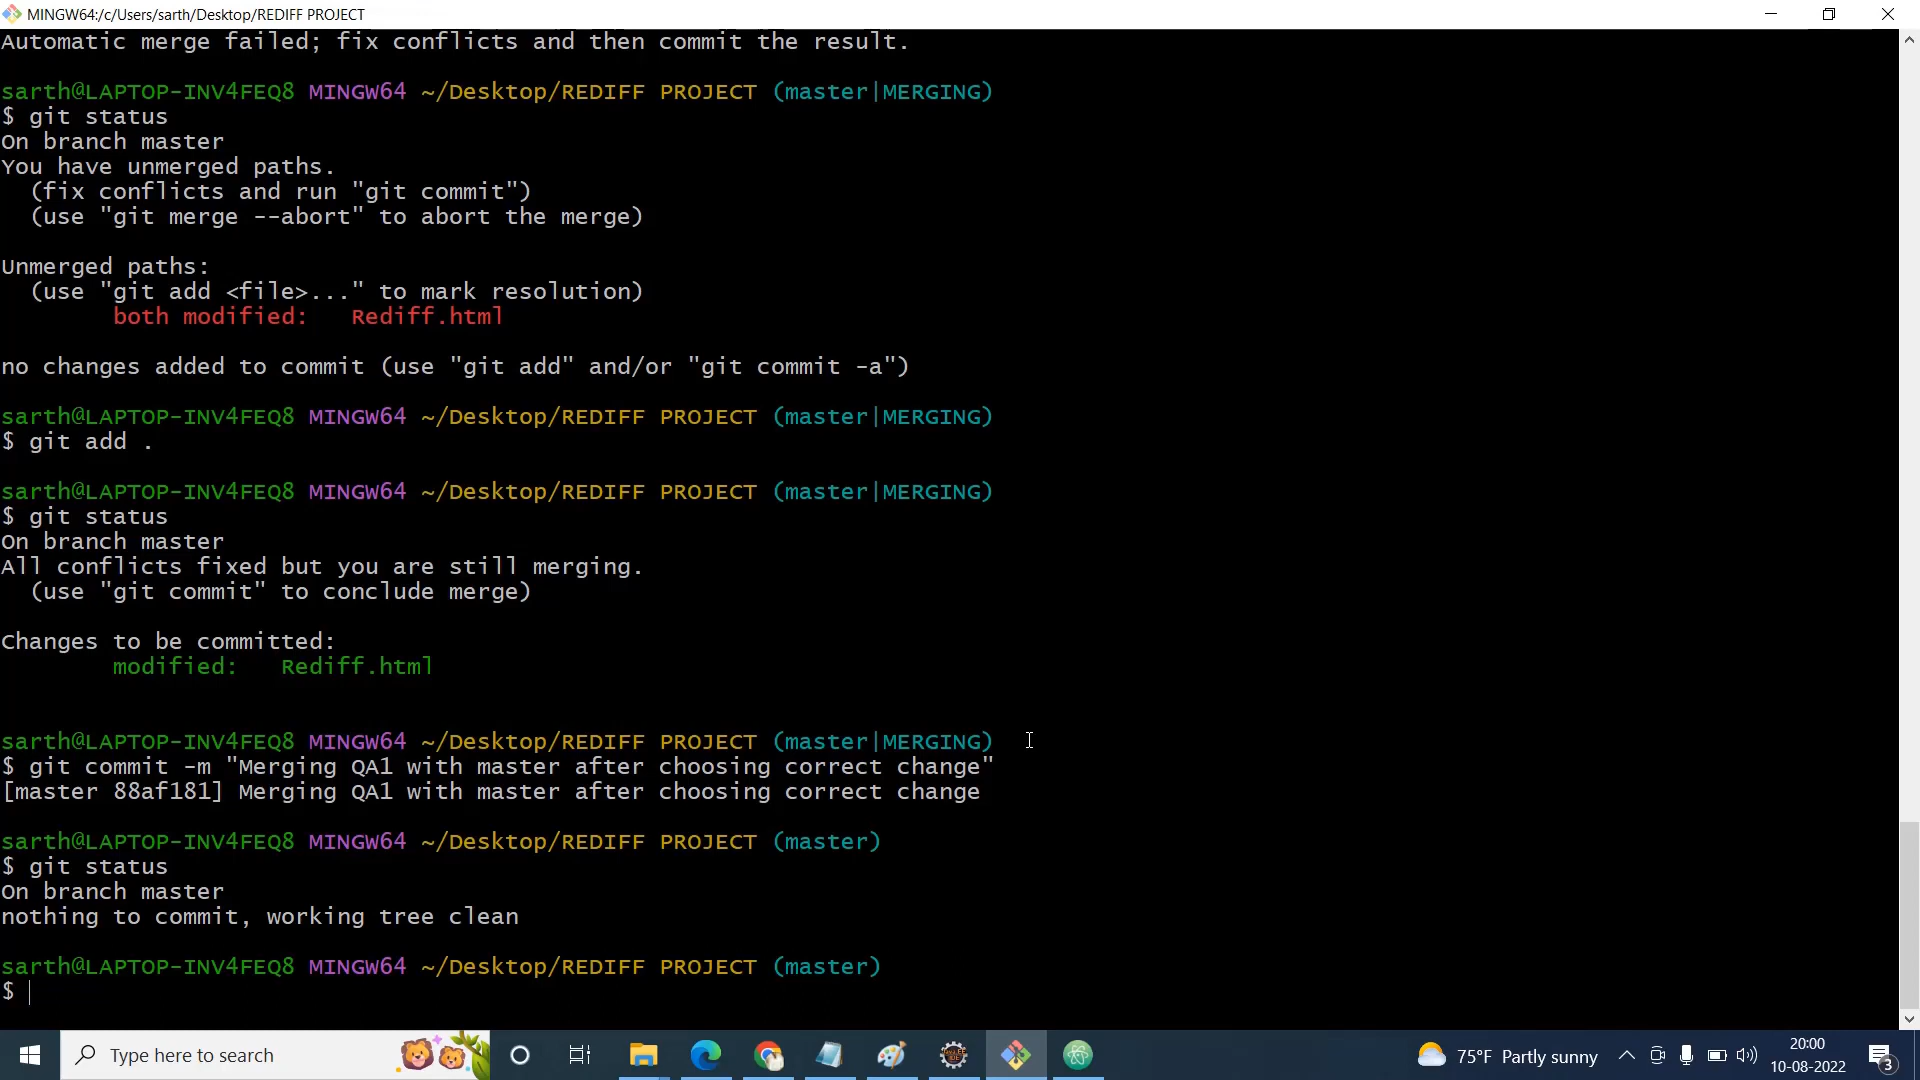 MINGW64:/c/Users/sarth/Desktop/REDIFF PROJECT
Automatic merge failed; fix conflicts and then commit the result.
sarth@LAPTOP-INV4FEQ8 MINGW64 ~/Desktop/REDIFF PROJECT (master|MERGING)
$ git status
On branch master
You have unmerged paths.
  (fix conflicts and run "git commit")
  (use "git merge --abort" to abort the merge)
Unmerged paths:
  (use "git add <file>..." to mark resolution)
        both modified:   Rediff.html
no changes added to commit (use "git add" and/or "git commit -a")
sarth@LAPTOP-INV4FEQ8 MINGW64 ~/Desktop/REDIFF PROJECT (master|MERGING)
$ git add .
sarth@LAPTOP-INV4FEQ8 MINGW64 ~/Desktop/REDIFF PROJECT (master|MERGING)
$ git status
On branch master
All conflicts fixed but you are still merging.
  (use "git commit" to conclude merge)
Changes to be committed:
        modified:   Rediff.html
sarth@LAPTOP-INV4FEQ8 MINGW64 ~/Desktop/REDIFF PROJECT (master|MERGING)
$ git commit -m "Merging QA1 with master after choosing correct change"
[master 88af181] Merging QA1 with master after choosing correct change
sarth@LAPTOP-INV4FEQ8 MINGW64 ~/Desktop/REDIFF PROJECT (master)
$ git status
On branch master
nothing to commit, working tree clean
sarth@LAPTOP-INV4FEQ8 MINGW64 ~/Desktop/REDIFF PROJECT (master)
$
Type here to search
75°F Partly sunny
20:00
10-08-2022
3